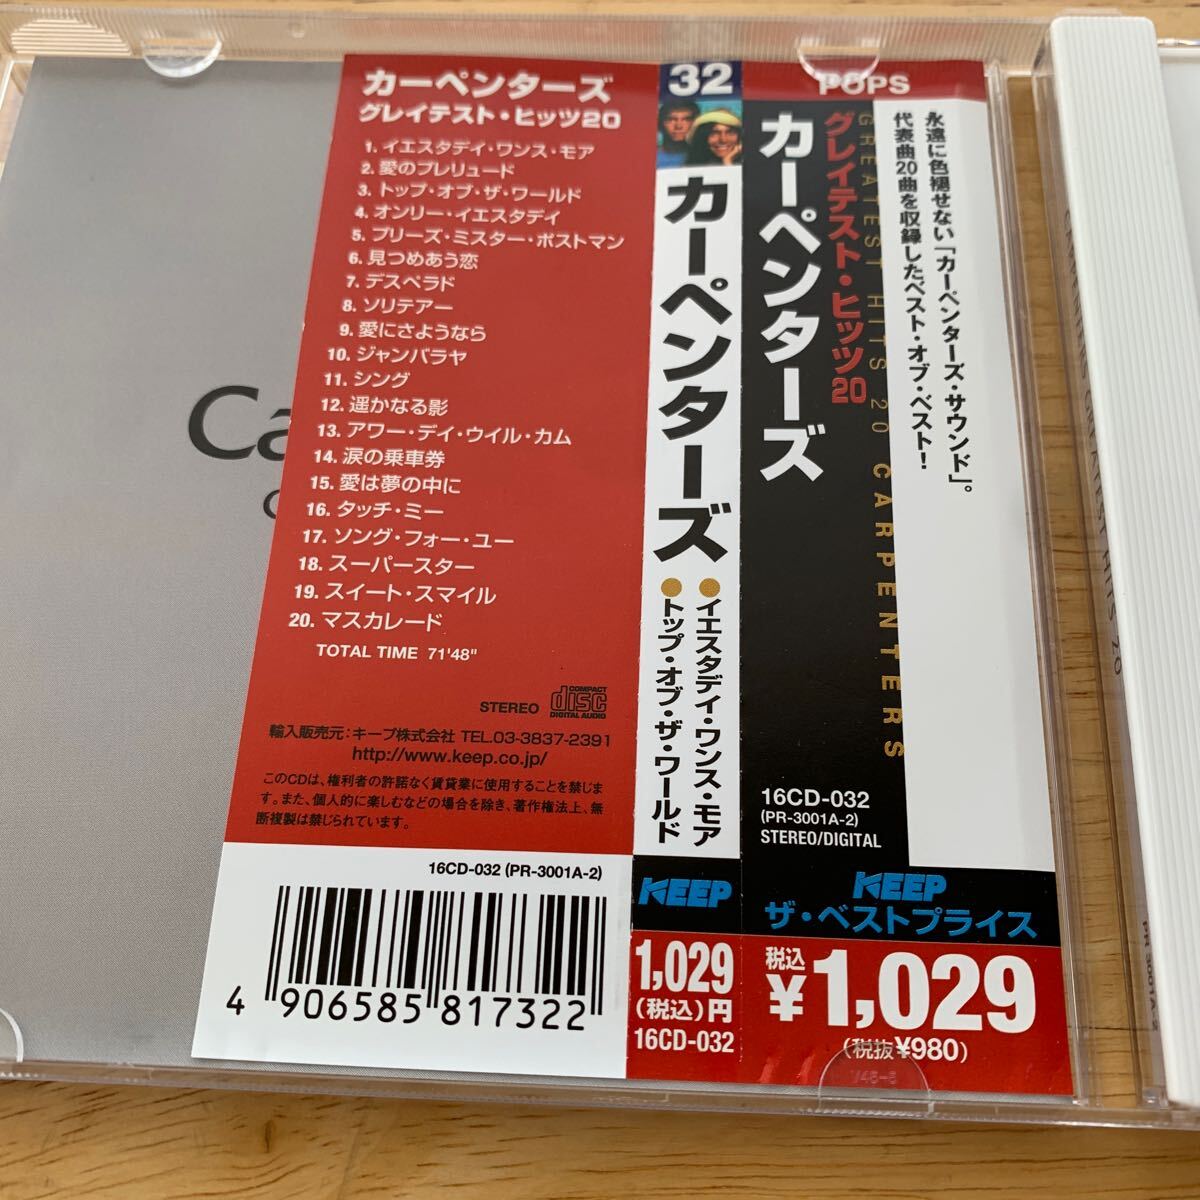 カーペンターズ
グレイテスト・ヒッツ20
1. イエスタデイ・ワンス・モア
2. 愛のプレリュード
3. トップ・オブ・ザ・ワールド
4. オンリー・イエスタデイ
5. プリーズ・ミスター・ポストマン
6. 見つめあう恋
7. デスペラド
8. ソリテアー
9. 愛にさようなら
10. ジャンバラヤ
11. シング
12. 遥かなる影
13. アワー・デイ・ウイル・カム
14. 涙の乗車券
15. 愛は夢の中に
16. タッチ・ミー
17. ソング・フォー・ユー
18. スーパースター
19. スイート・スマイル
20. マスカレード
TOTAL TIME 71'48"
STEREO
COMPACT
disc
DIGITAL AUDIO
輸入販売元：キープ株式会社 TEL.03-3837-2391
http://www.keep.co.jp/
このCDは、権利者の許諾なく賃貸業に使用することを禁じま
す。また、個人的に楽しむなどの場合を除き、著作権法上、無
断複製は禁じられています。
16CD-032 (PR-3001A-2)
4 906585 817322
32
カーペンターズ
●イエスタデイ・ワンス・モア
●トップ・オブ・ザ・ワールド
KEEP
1,029
(税込)円
16CD-032
POPS
永遠に色褪せない「カーペンターズ・サウンド」。
代表曲20曲を収録したベスト・オブ・ベスト！
GREATEST HITS 20 CARPENTERS
グレイテスト・ヒッツ20
カーペンターズ
16CD-032
(PR-3001A-2)
STEREO/DIGITAL
KEEP
ザ・ベストプライス
税込
¥1,029
(税抜¥980)
Ca